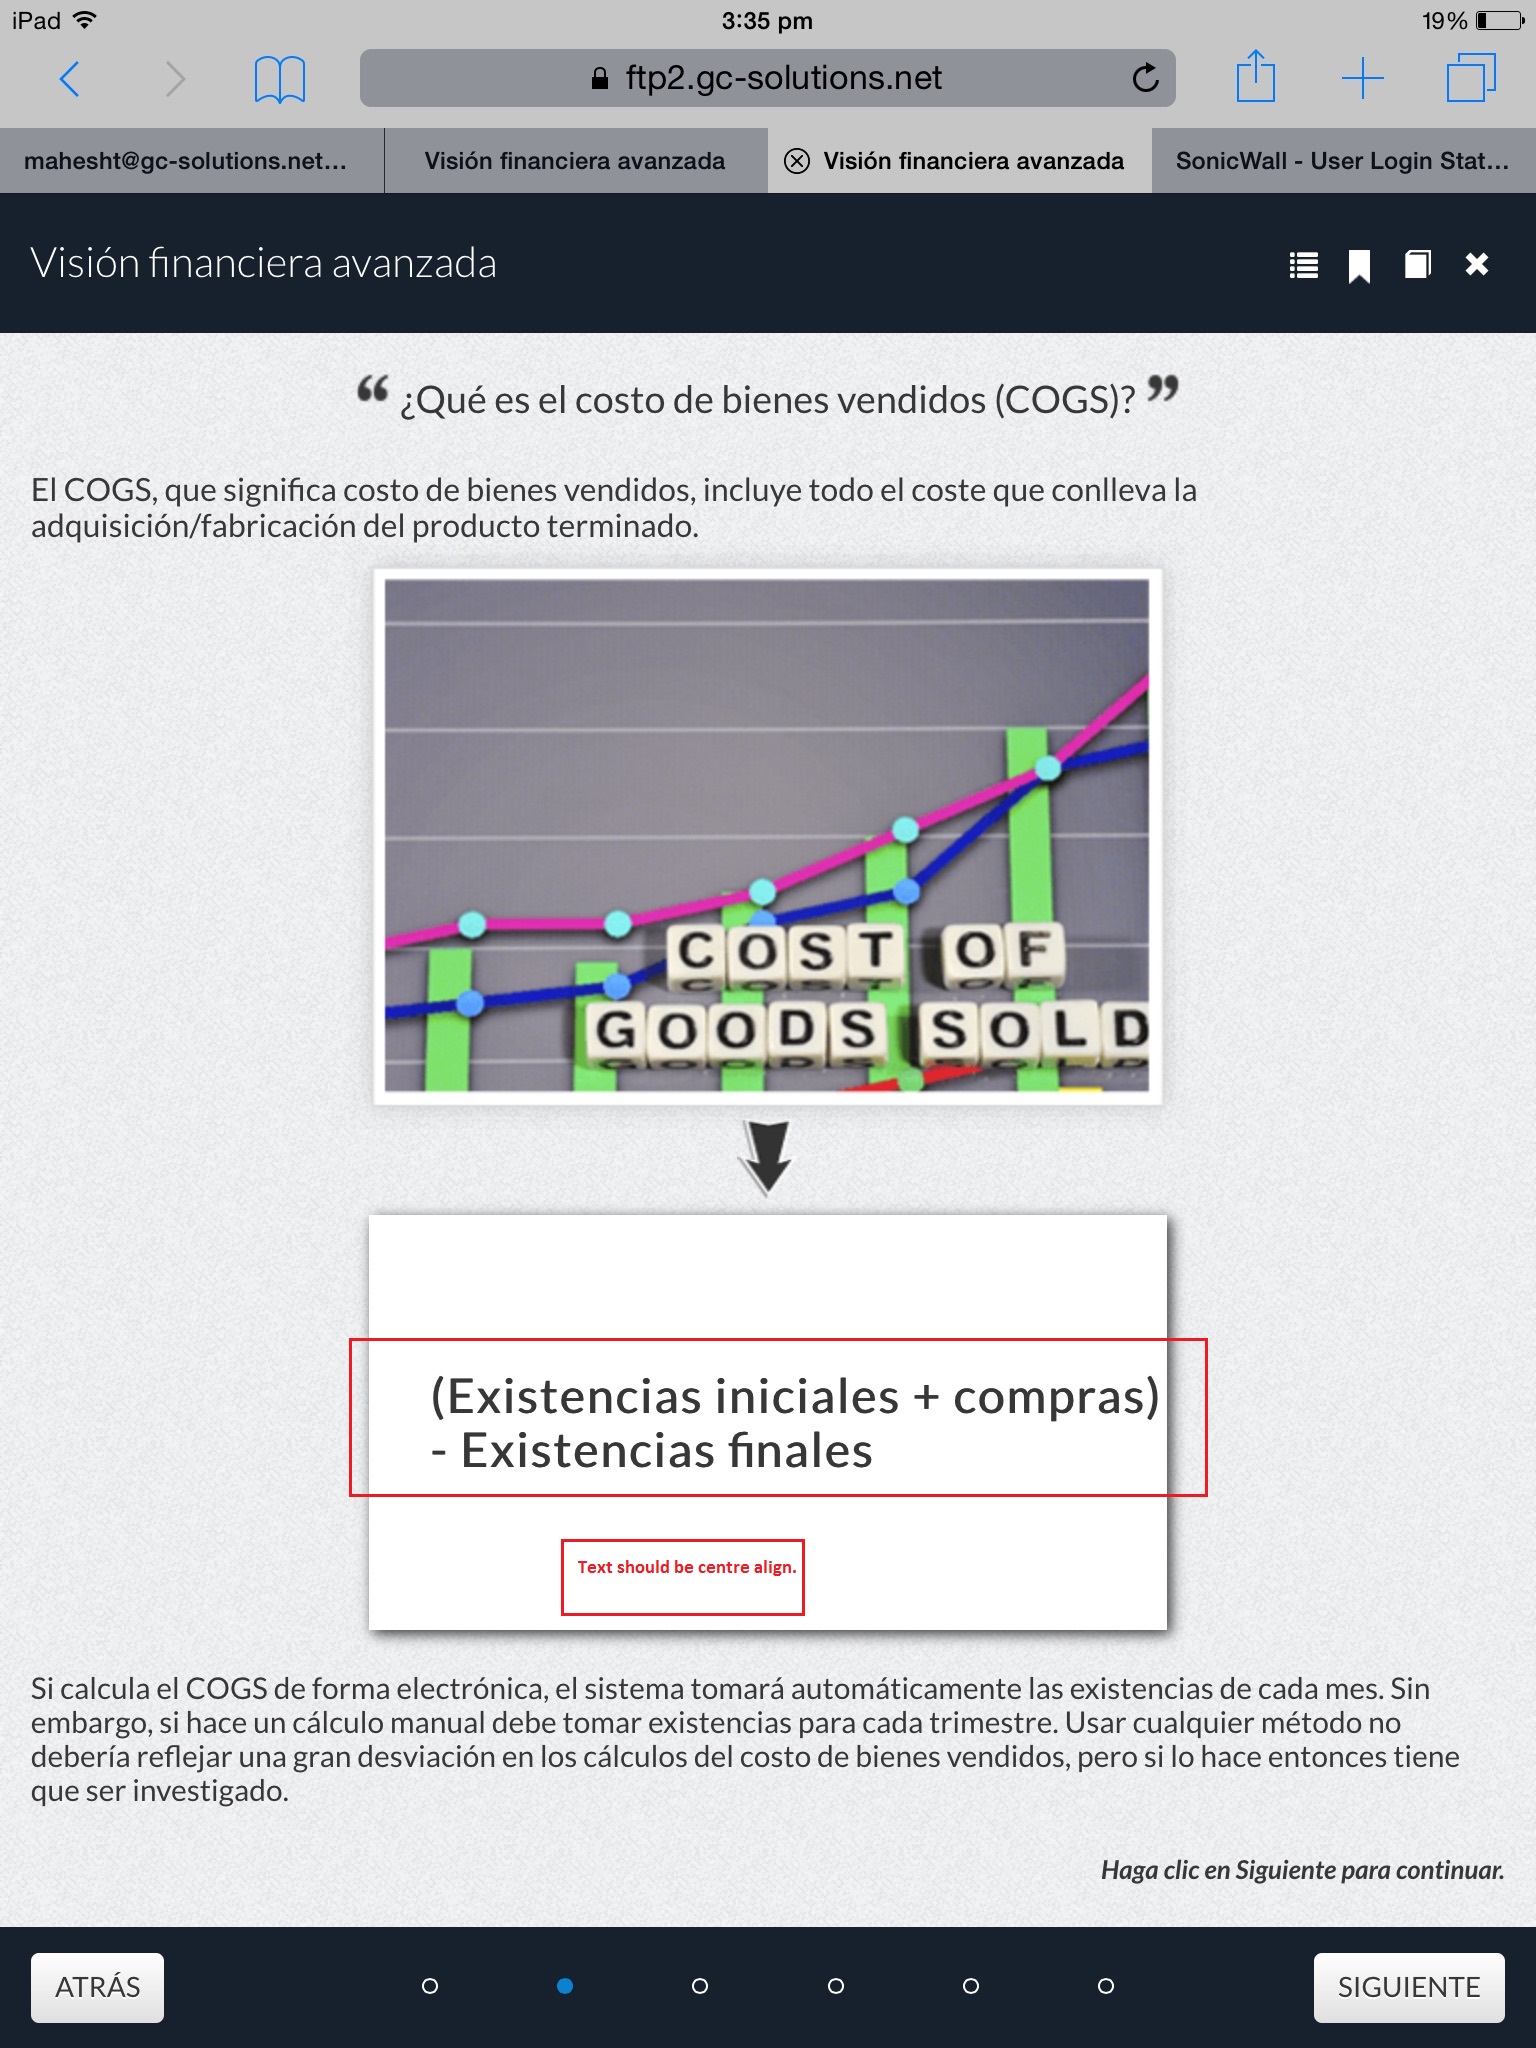 iPad
3:35 pm
19%
ftp2.gc-solutions.net
mahesht@gc-solutions.net...
Visión financiera avanzada
Visión financiera avanzada
SonicWall - User Login Stat...
Visión financiera avanzada
“ ¿Qué es el costo de bienes vendidos (COGS)? ”
El COGS, que significa costo de bienes vendidos, incluye todo el coste que conlleva la
adquisición/fabricación del producto terminado.
COST OF
GOODS SOLD
(Existencias iniciales + compras)
- Existencias finales
Text should be centre align.
Si calcula el COGS de forma electrónica, el sistema tomará automáticamente las existencias de cada mes. Sin
embargo, si hace un cálculo manual debe tomar existencias para cada trimestre. Usar cualquier método no
debería reflejar una gran desviación en los cálculos del costo de bienes vendidos, pero si lo hace entonces tiene
que ser investigado.
Haga clic en Siguiente para continuar.
ATRÁS
SIGUIENTE